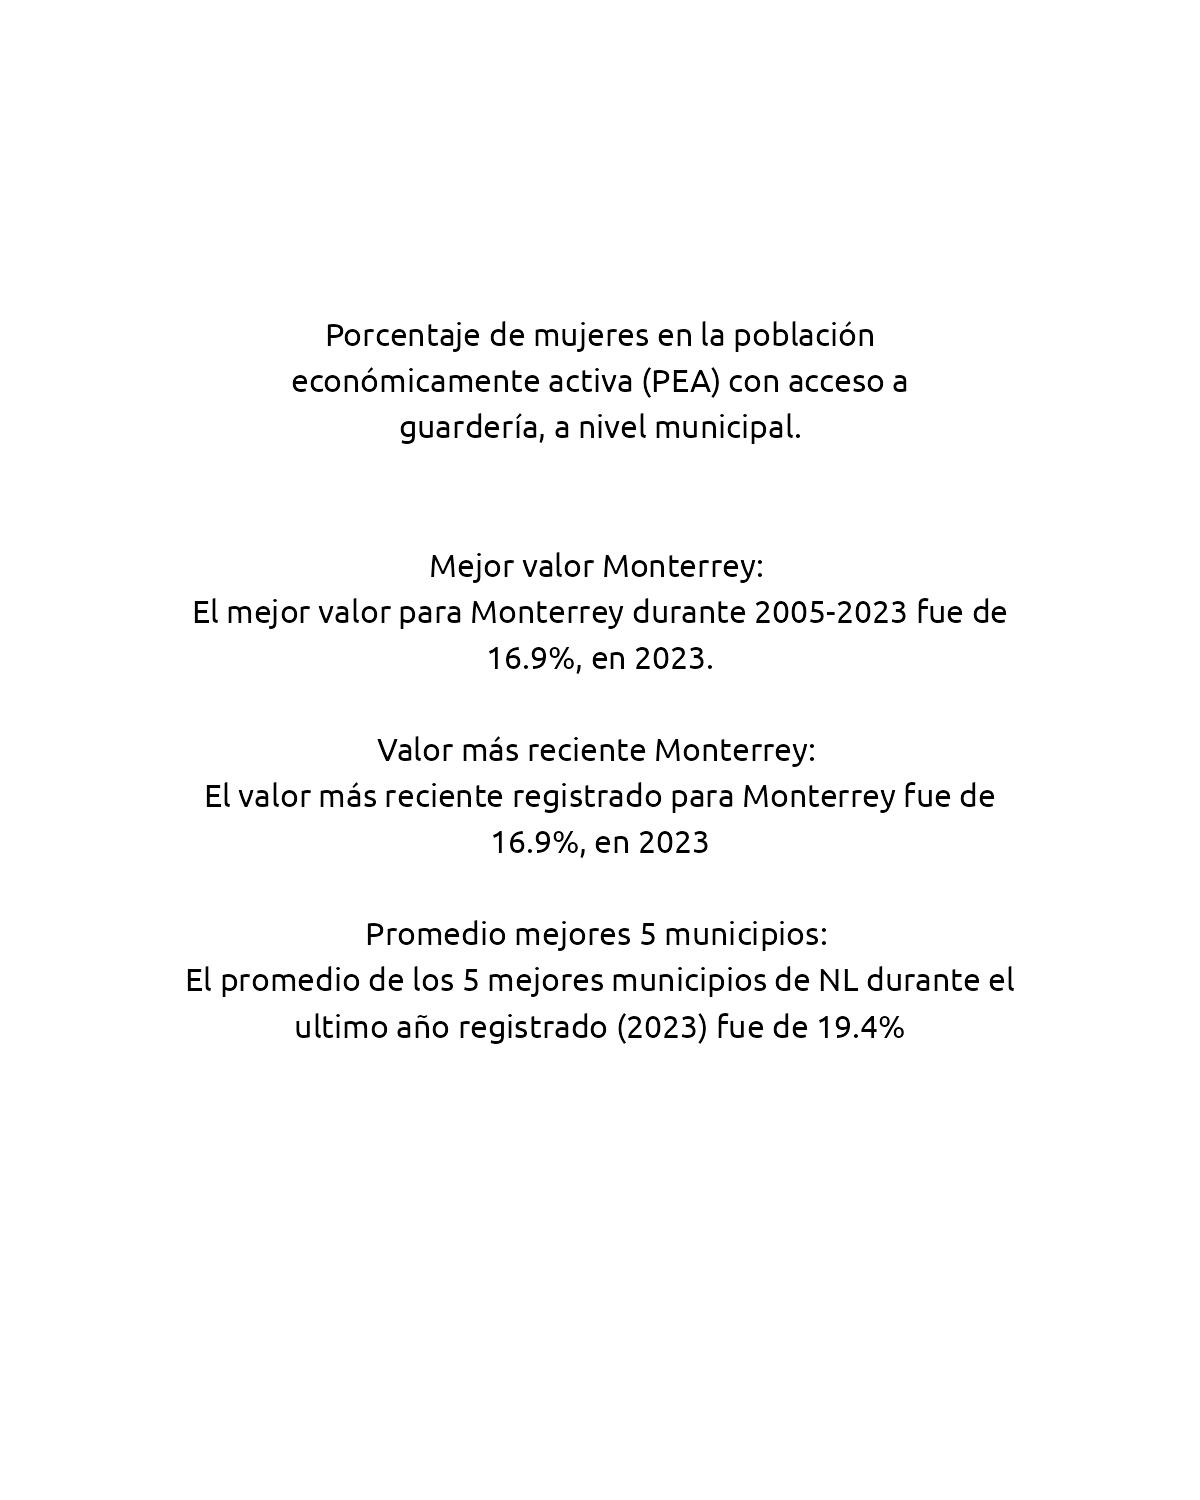 Porcentaje de mujeres en la población
económicamente activa (PEA) con acceso a
guardería, a nivel municipal.
Mejor valor Monterrey:
El mejor valor para Monterrey durante 2005-2023 fue de
16.9%, en 2023.
Valor más reciente Monterrey:
El valor más reciente registrado para Monterrey fue de
16.9%, en 2023
Promedio mejores 5 municipios:
El promedio de los 5 mejores municipios de NL durante el
ultimo año registrado (2023) fue de 19.4%